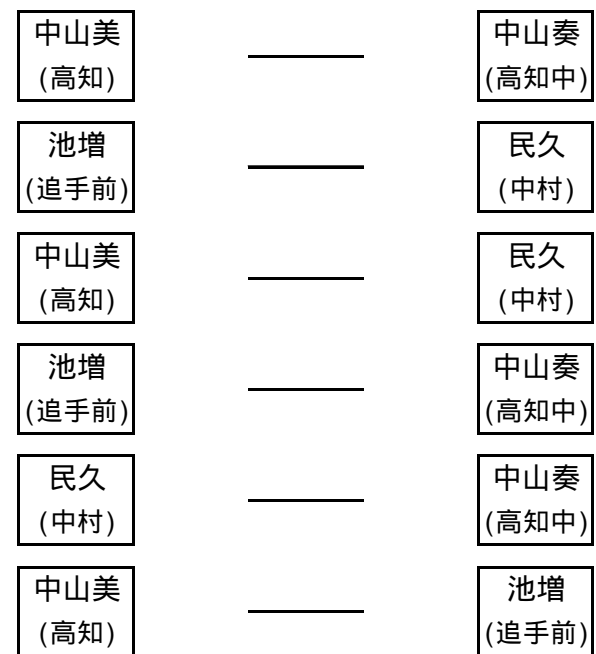 中山美
(高知)
中山奏
(高知中)
池増
(追手前)
民久
(中村)
中山美
(高知)
民久
(中村)
池増
(追手前)
中山奏
(高知中)
民久
(中村)
中山奏
(高知中)
中山美
(高知)
池増
(追手前)